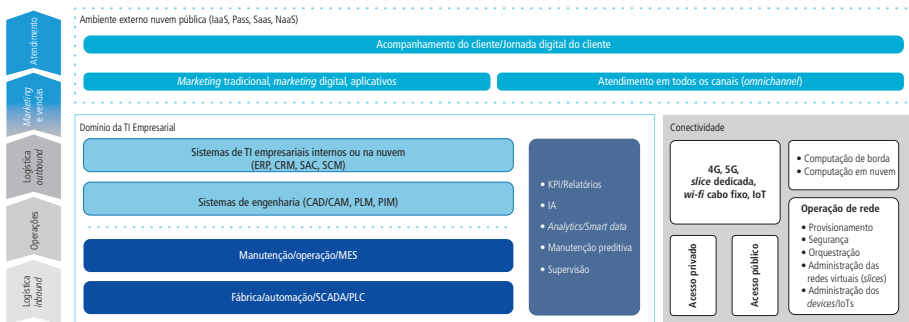 Atendimento
Marketing
e vendas
Logística
outbound
Operações
Logística
inbound
Ambiente externo nuvem pública (IaaS, Pass, Saas, NaaS)
Acompanhamento do cliente/Jornada digital do cliente
Marketing tradicional, marketing digital, aplicativos
Atendimento em todos os canais (omnichannel)
Domínio da TI Empresarial
Sistemas de TI empresariais internos ou na nuvem
(ERP, CRM, SAC, SCM)
Sistemas de engenharia (CAD/CAM, PLM, PIM)
Manutenção/operação/MES
Fábrica/automação/SCADA/PLC
• KPI/Relatórios
• IA
• Analytics/Smart data
• Manutenção preditiva
• Supervisão
Conectividade
4G, 5G,
slice dedicada,
wi-fi cabo fixo, IoT
Acesso privado
Acesso público
• Computação de borda
• Computação em nuvem
Operação de rede
• Provisionamento
• Segurança
• Orquestração
• Administração das
redes virtuais (slices)
• Administração dos
devices/IoTs